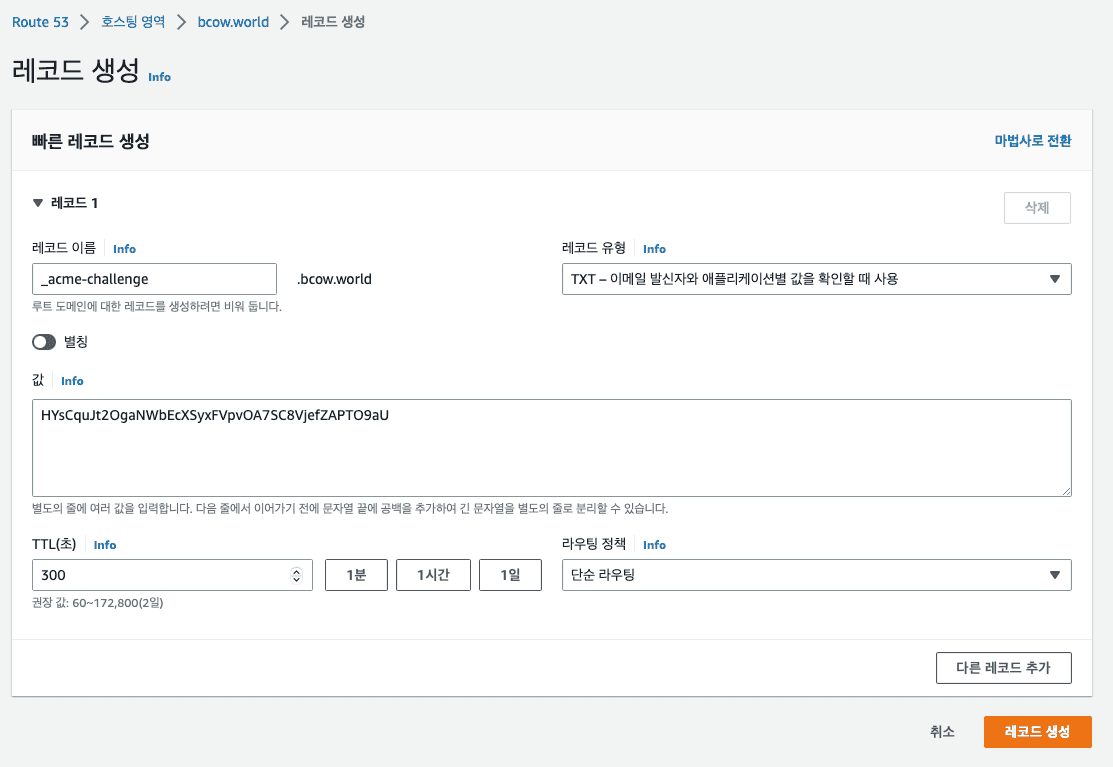 Route 53 > 호스팅 영역 > bcow.world > 레코드 생성
레코드 생성 Info
빠른 레코드 생성 마법사로 전환
▼ 레코드 1 삭제
레코드 이름 Info 레코드 유형 Info
_acme-challenge .bcow.world TXT – 이메일 발신자와 애플리케이션별 값을 확인할 때 사용
루트 도메인에 대한 레코드를 생성하려면 비워 둡니다.
별칭
값 Info
HYsCquJt2OgaNWbEcXSyxFVpvOA7SC8VjefZAPTO9aU
별도의 줄에 여러 값을 입력합니다. 다음 줄에서 이어가기 전에 문자열 끝에 공백을 추가하여 긴 문자열을 별도의 줄로 분리할 수 있습니다.
TTL(초) Info 라우팅 정책 Info
300 1분 1시간 1일 단순 라우팅
권장 값: 60~172,800(2일)
다른 레코드 추가
취소 레코드 생성